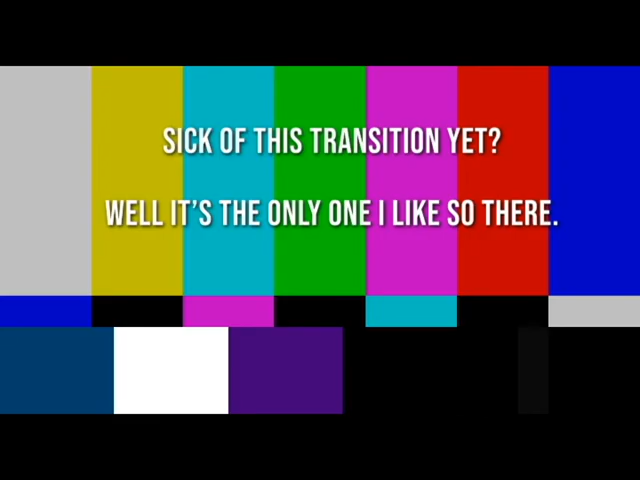 SICK OF THIS TRANSITION YET?
WELL IT'S THE ONLY ONE I LIKE SO THERE.